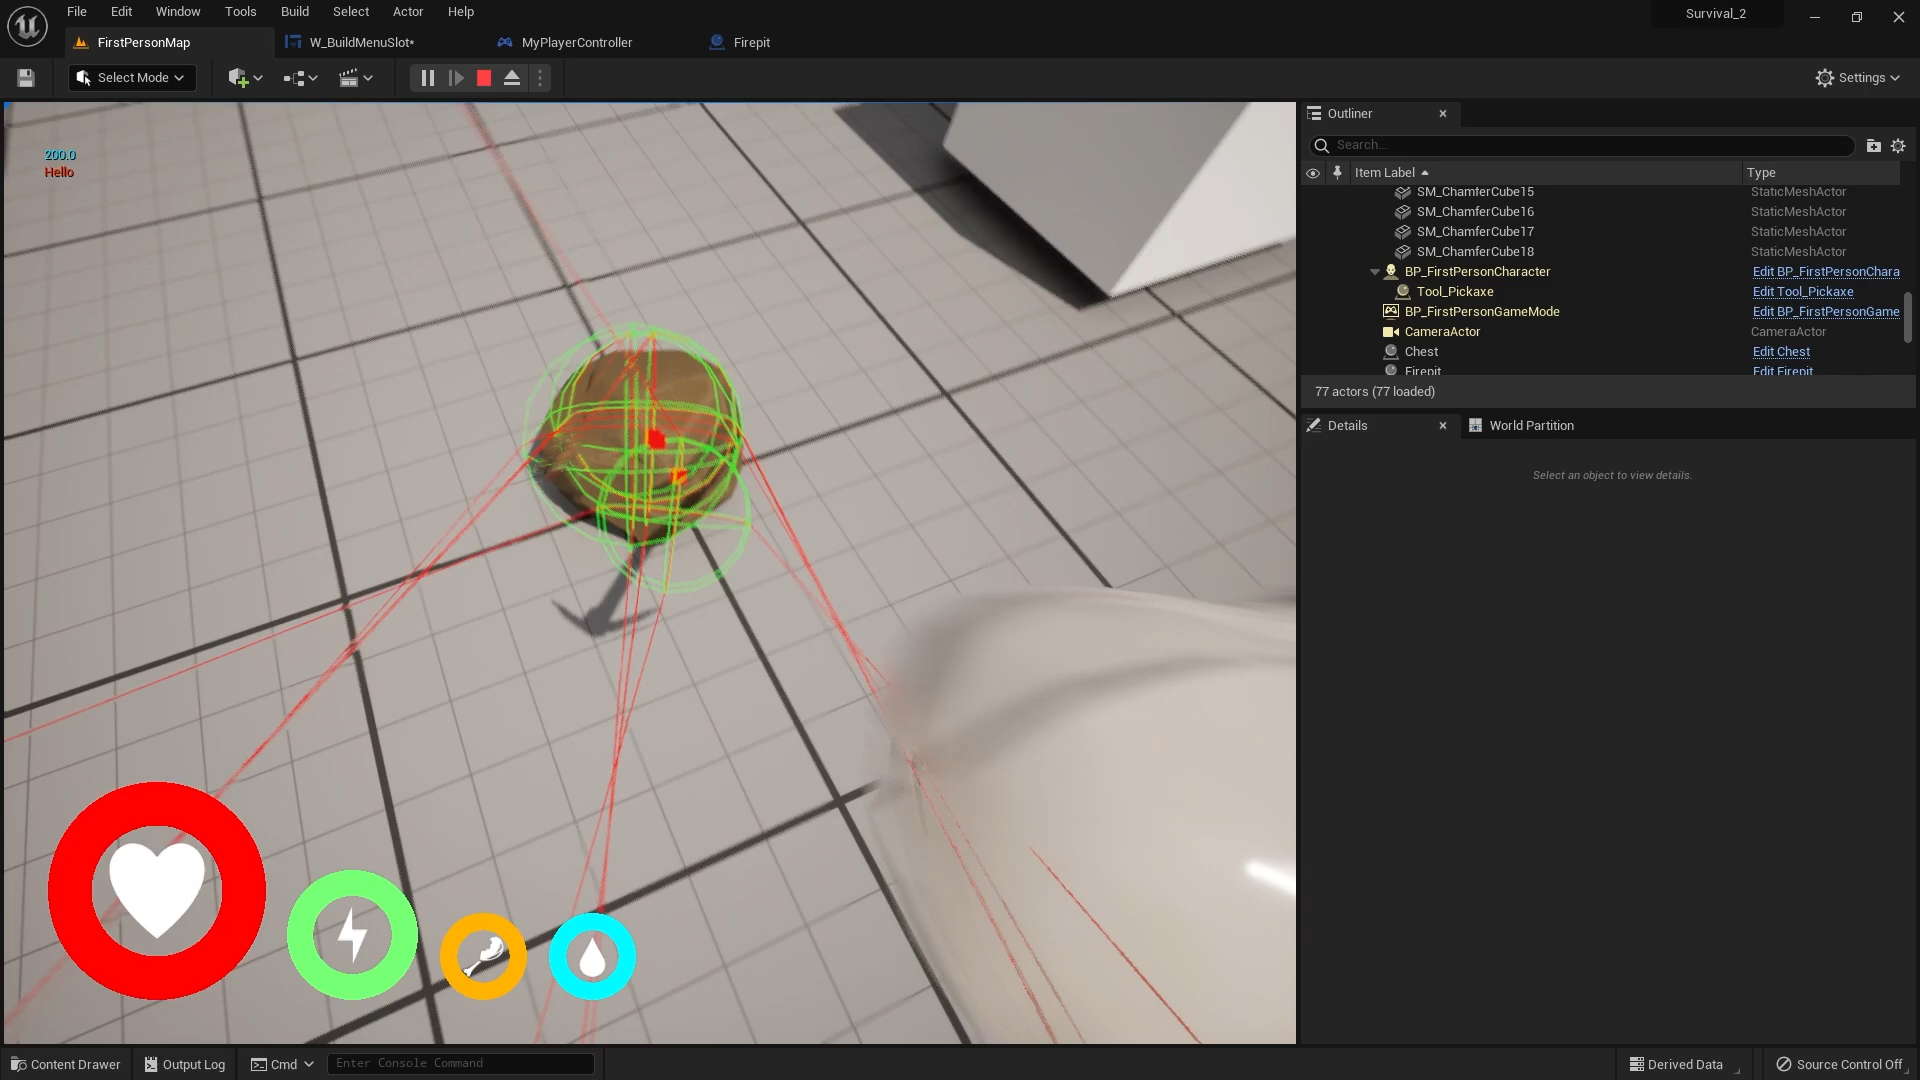 File Edit Window Tools Build Select Actor Help
Survival_2
FirstPersonMap
W_BuildMenuSlot*
MyPlayerController
Firepit
Select Mode
Settings
200.0
Hello
Outliner
Search...
Item Label
Type
SM_ChamferCube15 StaticMeshActor
SM_ChamferCube16 StaticMeshActor
SM_ChamferCube17 StaticMeshActor
SM_ChamferCube18 StaticMeshActor
BP_FirstPersonCharacter Edit BP_FirstPersonChara
Tool_Pickaxe Edit Tool_Pickaxe
BP_FirstPersonGameMode Edit BP_FirstPersonGame
CameraActor CameraActor
Chest Edit Chest
Firepit Edit Firepit
77 actors (77 loaded)
Details
World Partition
Select an object to view details.
Content Drawer
Output Log
Cmd
Enter Console Command
Derived Data
Source Control Off